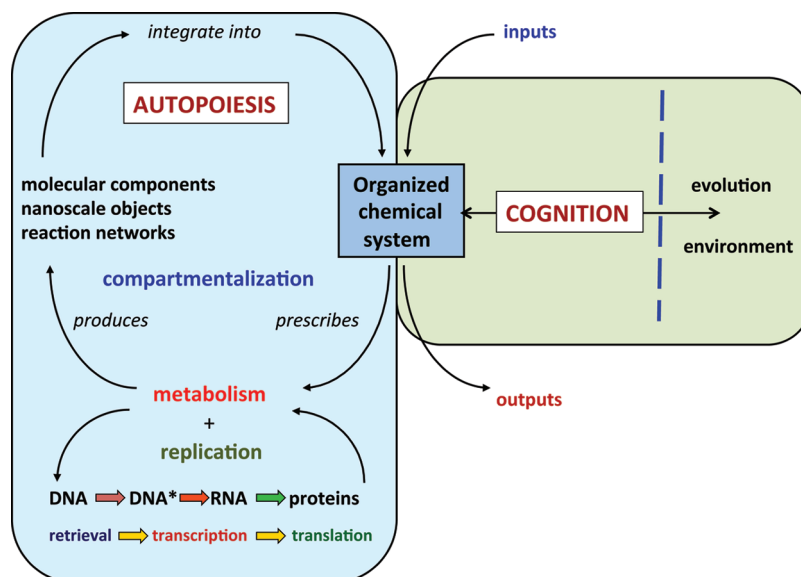 integrate into
inputs
AUTOPOIESIS
molecular components
nanoscale objects
reaction networks
Organized
chemical
system
COGNITION
evolution
environment
compartmentalization
produces
prescribes
metabolism
+
replication
outputs
DNA DNA* RNA proteins
retrieval transcription translation